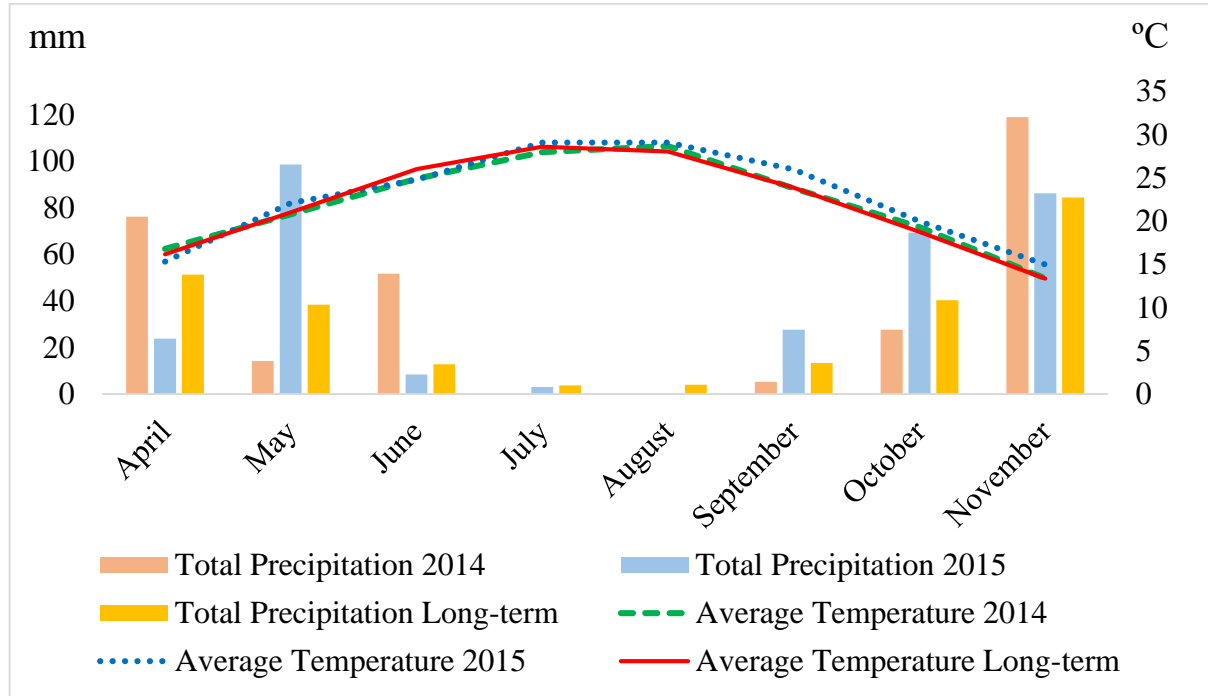 mm
ºC
120
100
80
60
40
20
0
35
30
25
20
15
10
5
0
April
May
June
July
August
September
October
November
Total Precipitation 2014
Total Precipitation 2015
Total Precipitation Long-term
Average Temperature 2014
Average Temperature 2015
Average Temperature Long-term